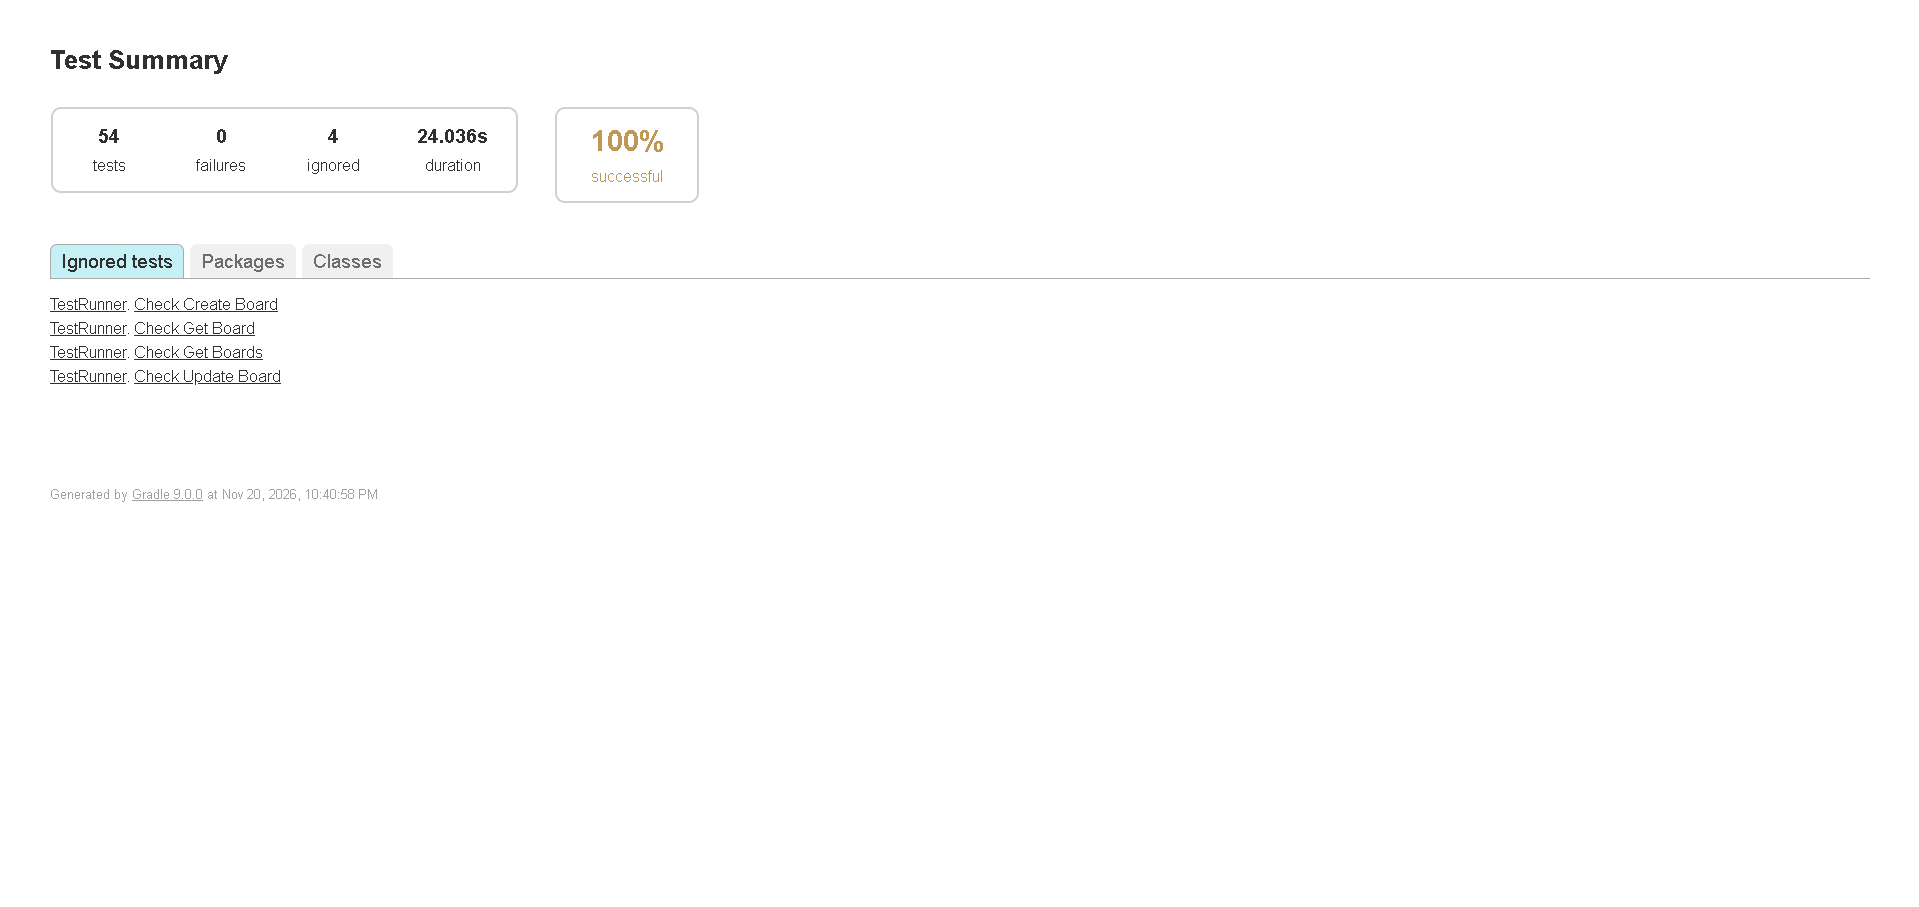 Test Summary
54 0 4 24.036s
tests failures ignored duration
100%
successful
Ignored tests Packages Classes
TestRunner. Check Create Board
TestRunner. Check Get Board
TestRunner. Check Get Boards
TestRunner. Check Update Board
Generated by Gradle 9.0.0 at Nov 20, 2026, 10:40:58 PM